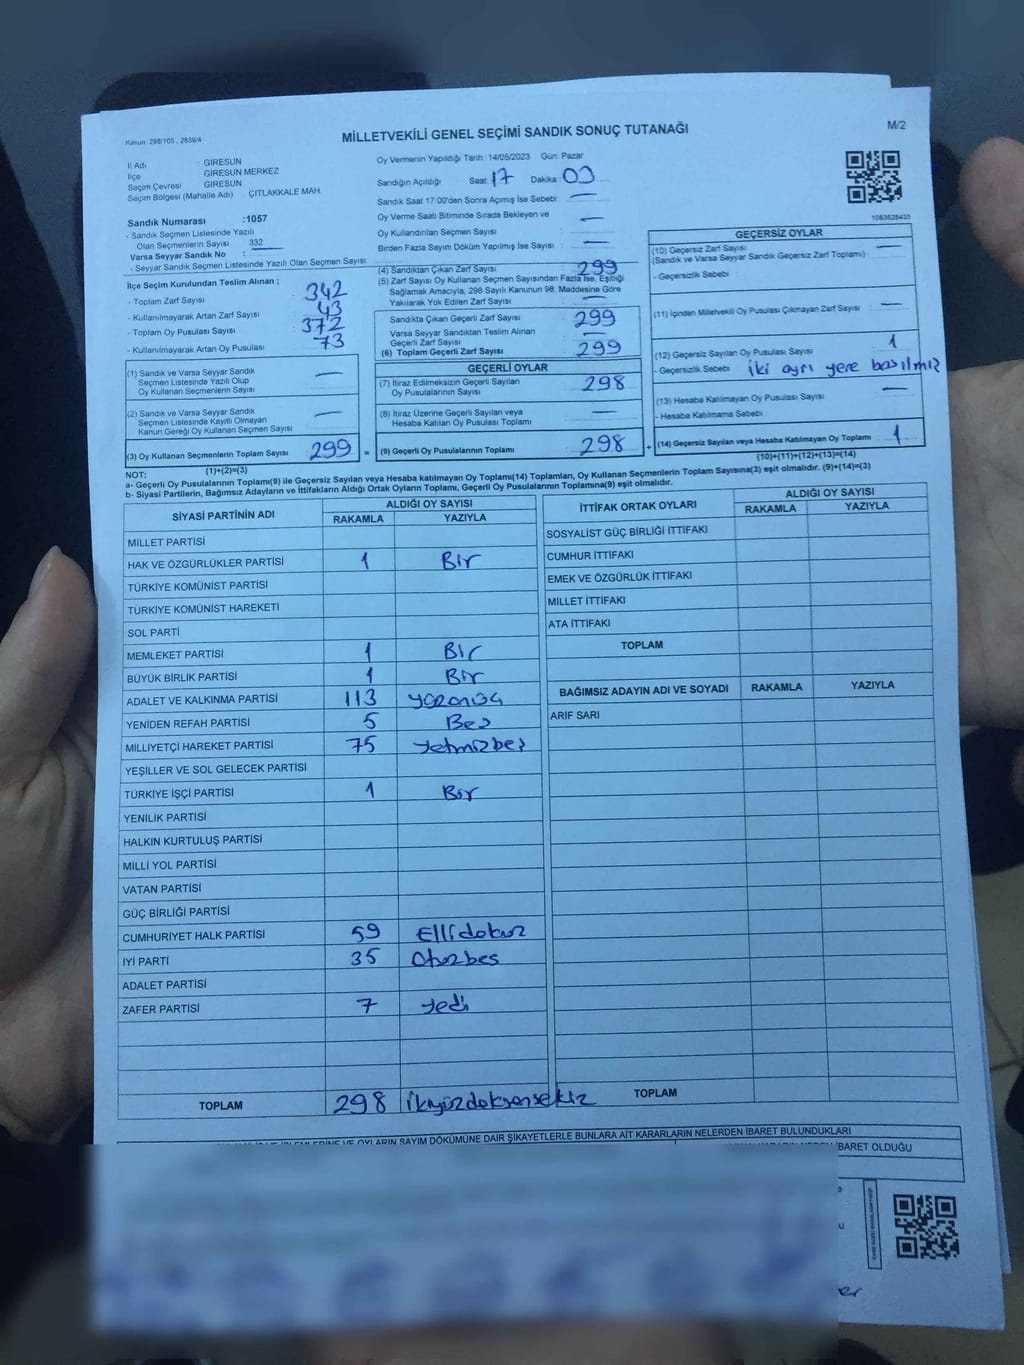 Kanun: 298/105 , 2839/4
MİLLETVEKİLİ GENEL SEÇİMİ SANDIK SONUÇ TUTANAĞI
M/2
İl Adı : GİRESUN
İlçe GİRESUN MERKEZ
Seçim Çevresi : GİRESUN
Seçim Bölgesi (Mahalle Adı) ÇITLAKKALE MAH.
Sandık Numarası :1057
- Sandık Seçmen Listesinde Yazılı
Olan Seçmenlerin Sayısı : 332
Varsa Seyyar Sandık No :
- Seyyar Sandık Seçmen Listesinde Yazılı Olan Seçmen Sayısı
Oy Vermenin Yapıldığı Tarih : 14/05/2023 Gün: Pazar
Sandığın Açıldığı Saat: 17 Dakika :
Sandık Saat 17:00'den Sonra Açımış İse Sebebi : —
Oy Verme Saati Bitiminde Sırada Bekleyen ve
Oy Kullandırılan Seçmen Sayısı : —
Birden Fazla Sayım Döküm Yapılmış İse Sayısı : —
1083628433
İlçe Seçim Kurulundan Teslim Alınan ;
- Toplam Zarf Sayısı : 342
- Kullanılmayarak Artan Zarf Sayısı : 43
- Toplam Oy Pusulası Sayısı : 372
- Kullanılmayarak Artan Oy Pusulası : 73
(1) Sandık ve Varsa Seyyar Sandık
Seçmen Listesinde Yazılı Olup
Oy Kullanan Seçmenlerin Sayısı : —
(2) Sandık ve Varsa Seyyar Sandık
Seçmen Listesinde Kayıtlı Olmayan
Kanun Gereği Oy Kullanan Seçmen Sayısı : —
(3) Oy Kullanan Seçmenlerin Toplam Sayısı : 299
(1)+(2)=(3)
(4) Sandıktan Çıkan Zarf Sayısı : 299
(5) Zarf Sayısı Oy Kullanan Seçmen Sayısından Fazla İse, Eşitliği
Sağlamak Amacıyla, 298 Sayılı Kanunun 98. Maddesine Göre
Yakılarak Yok Edilen Zarf Sayısı : —
Sandıkta Çıkan Geçerli Zarf Sayısı : 299
Varsa Seyyar Sandıktan Teslim Alınan
Geçerli Zarf Sayısı : —
(6) Toplam Geçerli Zarf Sayısı : 299
GEÇERLİ OYLAR
(7) İtiraz Edilmeksizin Geçerli Sayılan
Oy Pusulalarının Sayısı : 298
(8) İtiraz Üzerine Geçerli Sayılan veya
Hesaba Katılan Oy Pusulası Toplamı : —
= (9) Geçerli Oy Pusulalarının Toplamı : 298 +
GEÇERSİZ OYLAR
(10) Geçersiz Zarf Sayısı : —
(Sandık ve Varsa Seyyar Sandık Geçersiz Zarf Toplamı)
- Geçersizlik Sebebi :
(11) İçinden Milletvekili Oy Pusulası Çıkmayan Zarf Sayısı : —
(12) Geçersiz Sayılan Oy Pusulası Sayısı : 1
- Geçersizlik Sebebi : iki ayrı yere basılmış
(13) Hesaba Katılmayan Oy Pusulası Sayısı : —
- Hesaba Katılmama Sebebi
(14) Geçersiz Sayılan veya Hesaba Katılmayan Oy Toplamı : 1
(10)+(11)+(12)+(13)=(14)
NOT:
a- Geçerli Oy Pusulalarının Toplamı(9) ile Geçersiz Sayılan veya Hesaba katılmayan Oy Toplamı(14) Toplamları, Oy Kullanan Seçmenlerin Toplam Sayısına(3) eşit olmalıdır. (9)+(14)=(3)
b- Siyasi Partilerin, Bağımsız Adayların ve İttifakların Aldığı Ortak Oyların Toplamı, Geçerli Oy Pusulalarının Toplamına(9) eşit olmalıdır.
SİYASİ PARTİNİN ADI ALDIĞI OY SAYISI
RAKAMLA YAZIYLA
MİLLET PARTİSİ
HAK VE ÖZGÜRLÜKLER PARTİSİ 1 Bir
TÜRKİYE KOMÜNİST PARTİSİ
TÜRKİYE KOMÜNİST HAREKETİ
SOL PARTİ
MEMLEKET PARTİSİ 1 Bir
BÜYÜK BİRLİK PARTİSİ 1 Bir
ADALET VE KALKINMA PARTİSİ 113
YENİDEN REFAH PARTİSİ 5 Beş
MİLLİYETÇİ HAREKET PARTİSİ 75 yetmişbeş
YEŞİLLER VE SOL GELECEK PARTİSİ
TÜRKİYE İŞÇİ PARTİSİ 1 Bir
YENİLİK PARTİSİ
HALKIN KURTULUŞ PARTİSİ
MİLLİ YOL PARTİSİ
VATAN PARTİSİ
GÜÇ BİRLİĞİ PARTİSİ
CUMHURİYET HALK PARTİSİ 59 Ellidokuz
İYİ PARTİ 35 Otuzbeş
ADALET PARTİSİ
ZAFER PARTİSİ 7 yedi
TOPLAM 298 ikiyüzdoksansekiz
İTTİFAK ORTAK OYLARI ALDIĞI OY SAYISI
RAKAMLA YAZIYLA
SOSYALİST GÜÇ BİRLİĞİ İTTİFAKI
CUMHUR İTTİFAKI
EMEK VE ÖZGÜRLÜK İTTİFAKI
MİLLET İTTİFAKI
ATA İTTİFAKI
TOPLAM
BAĞIMSIZ ADAYIN ADI VE SOYADI RAKAMLA YAZIYLA
ARİF SARI
TOPLAM
VE OYLARIN SAYIM DÖKÜMÜNE DAİR ŞİKAYETLERLE BUNLARA AİT KARARLARIN NELERDEN İBARET BULUNDUKLARI
İBARET OLDUĞU